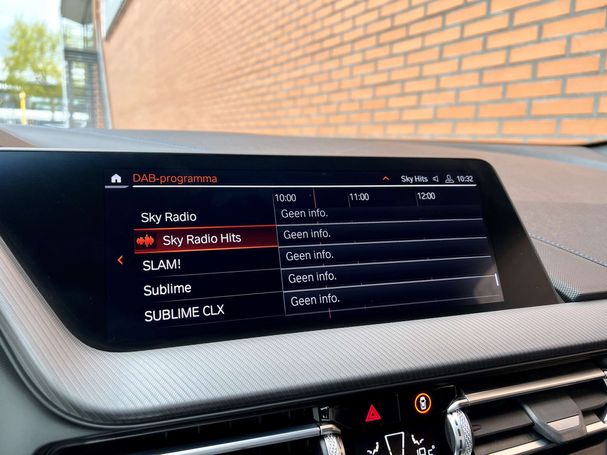 DAB-programma Sky Hits 10:32
10:00 11:00 12:00
Sky Radio Geen info.
Sky Radio Hits Geen info.
SLAM! Geen info.
Sublime Geen info.
SUBLIME CLX Geen info.